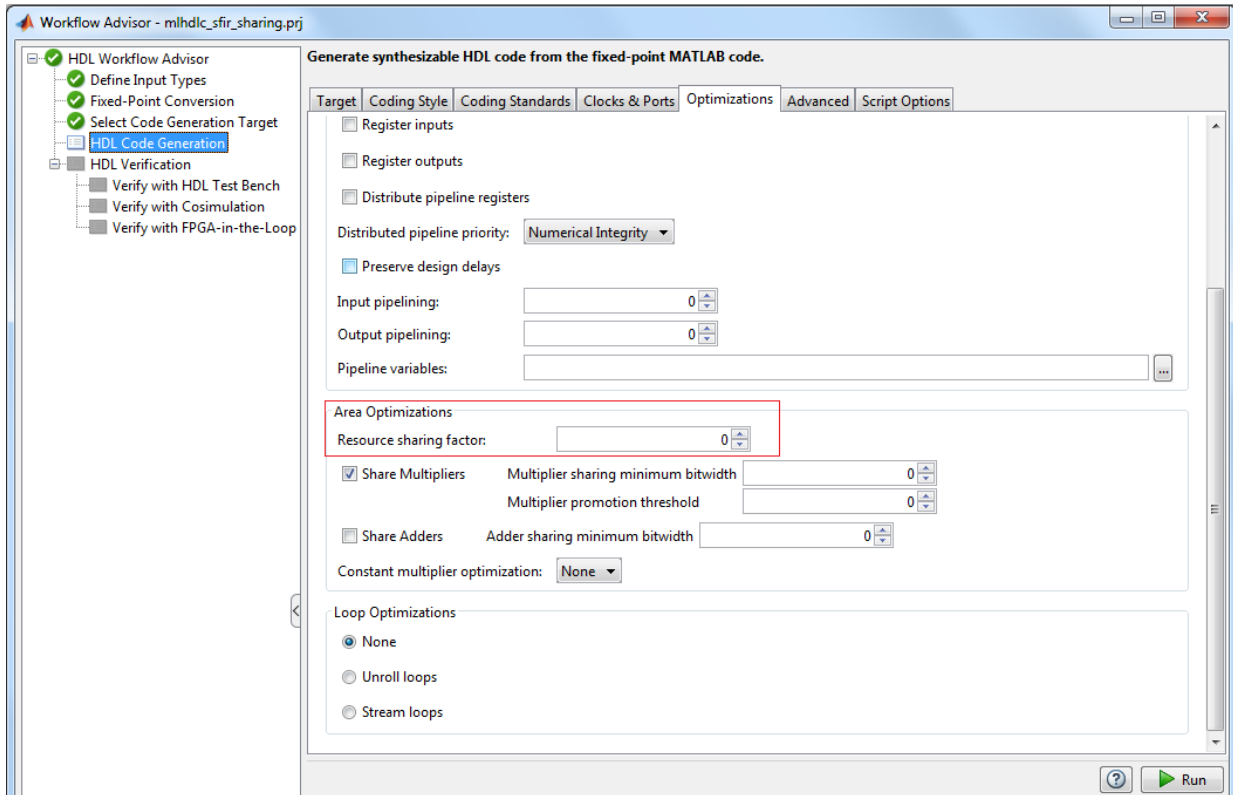 Workflow Advisor - mlhdlc_sfir_sharing.prj
HDL Workflow Advisor
Define Input Types
Fixed-Point Conversion
Select Code Generation Target
HDL Code Generation
HDL Verification
Verify with HDL Test Bench
Verify with Cosimulation
Verify with FPGA-in-the-Loop
Generate synthesizable HDL code from the fixed-point MATLAB code.
Target Coding Style Coding Standards Clocks & Ports Optimizations Advanced Script Options
Register inputs
Register outputs
Distribute pipeline registers
Distributed pipeline priority: Numerical Integrity
Preserve design delays
Input pipelining: 0
Output pipelining: 0
Pipeline variables: ...
Area Optimizations
Resource sharing factor: 0
Share Multipliers Multiplier sharing minimum bitwidth 0
Multiplier promotion threshold 0
Share Adders Adder sharing minimum bitwidth 0
Constant multiplier optimization: None
Loop Optimizations
None
Unroll loops
Stream loops
? Run